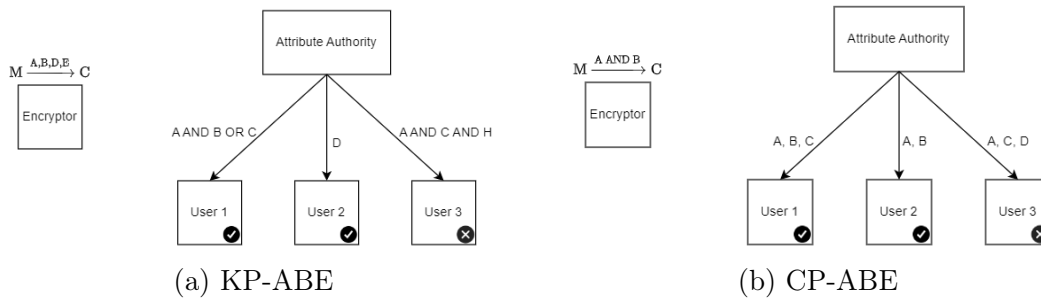 Attribute Authority
A,B,D,E
M ⟶ C
Encryptor
A AND B OR C
D
A AND C AND H
User 1
User 2
User 3
(a) KP-ABE
Attribute Authority
A AND B
M ⟶ C
Encryptor
A, B, C
A, B
A, C, D
User 1
User 2
User 3
(b) CP-ABE